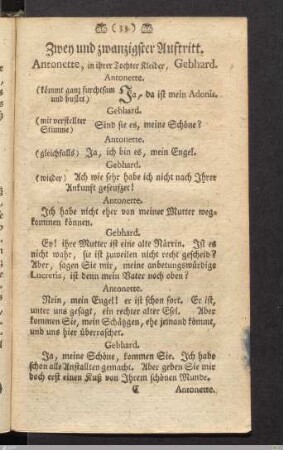 ( 33 )
Zwey und zwanzigster Auftritt.
Antonette, in ihrer Tochter Kleider, Gebhard.
Antonette.
(kömmt ganz furchtsam und hustet) Ja, da ist mein Adonis.
Gebhard.
(mit verstellter Stimme) Sind sie es, meine Schöne?
Antonette.
(gleichfalls) Ja, ich bin es, mein Engel.
Gebhard.
(wieder) Ach wie sehr habe ich nicht nach Ihrer
Ankunft geseufzet!
Antonette.
Ich habe nicht eher von meiner Mutter weg-
kommen können.
Gebhard.
Ey! ihre Mutter ist eine alte Närrin. Ist es
nicht wahr, sie ist zuweilen nicht recht gescheid?
Aber, sagen Sie mir, meine anbetungswürdige
Lucretia, ist denn mein Vater noch oben?
Antonette.
Nein, mein Engel! er ist schon fort. Er ist,
unter uns gesagt, ein rechter alter Esel. Aber
kommen Sie, mein Schätzgen, ehe jemand kömmt,
und uns hier überraschet.
Gebhard.
Ja, meine Schöne, kommen Sie. Ich habe
schon alle Anstalten gemacht. Aber geben Sie mir
doch erst einen Kuß von Ihrem schönen Munde.
C Antonette.